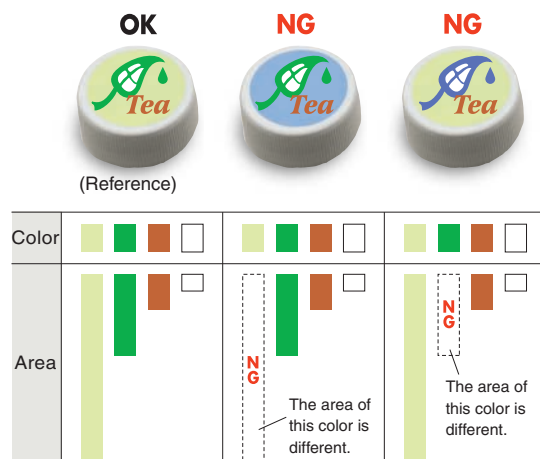 OK
NG
NG
Tea
Tea
Tea
(Reference)
Color
Area
NG
NG
The area of
this color is
different.
The area of
this color is
different.